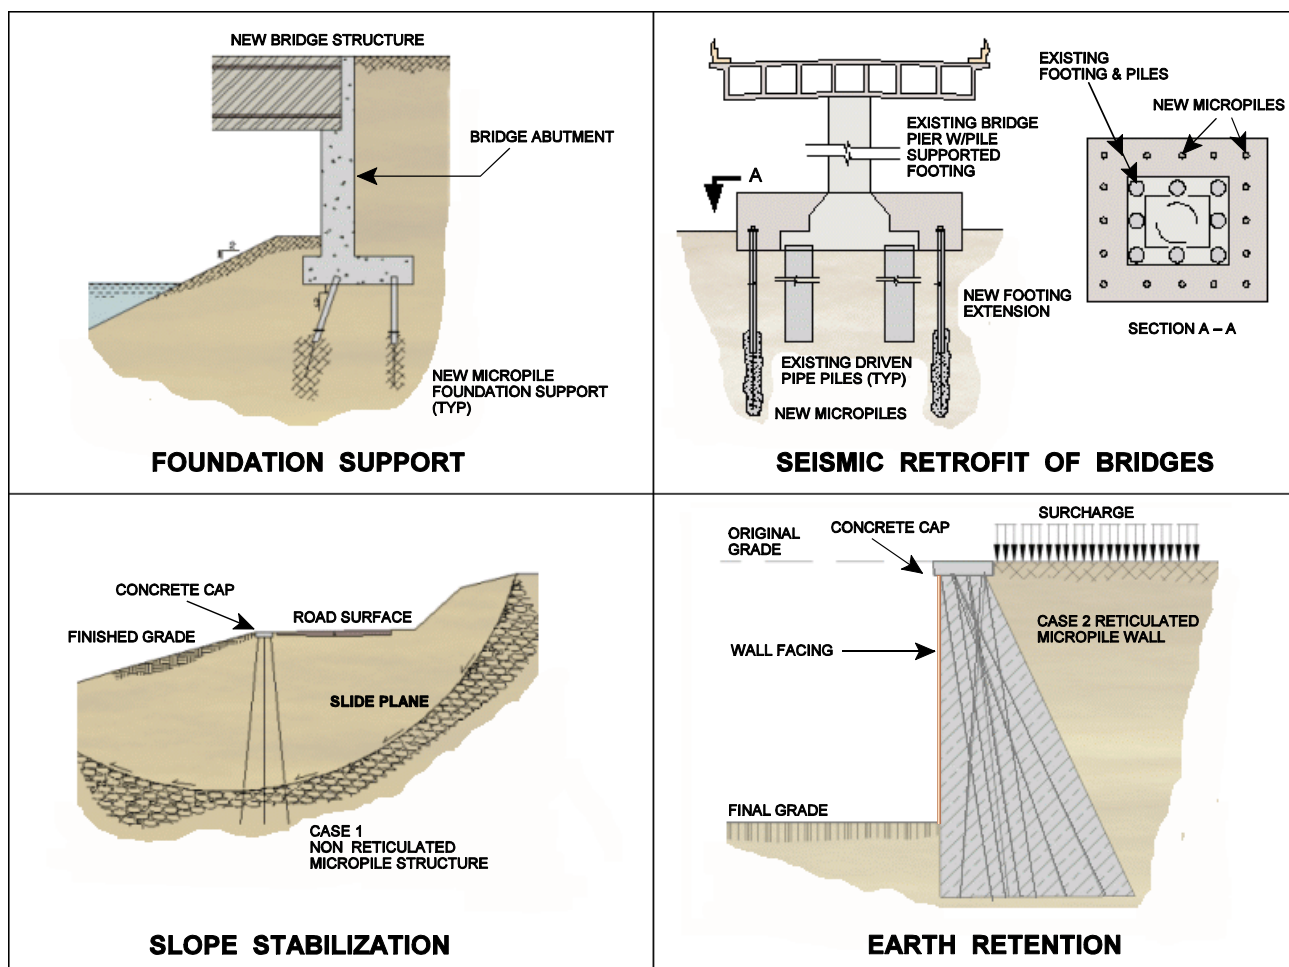 NEW BRIDGE STRUCTURE
BRIDGE ABUTMENT
2
3
NEW MICROPILE
FOUNDATION SUPPORT
(TYP)
FOUNDATION SUPPORT
EXISTING
FOOTING & PILES
NEW MICROPILES
EXISTING BRIDGE
PIER W/PILE
SUPPORTED
FOOTING
A
NEW FOOTING
EXTENSION
SECTION A – A
EXISTING DRIVEN
PIPE PILES (TYP)
NEW MICROPILES
SEISMIC RETROFIT OF BRIDGES
CONCRETE CAP
ROAD SURFACE
FINISHED GRADE
SLIDE PLANE
CASE 1
NON RETICULATED
MICROPILE STRUCTURE
SLOPE STABILIZATION
SURCHARGE
ORIGINAL
GRADE
CONCRETE CAP
CASE 2 RETICULATED
MICROPILE WALL
WALL FACING
FINAL GRADE
EARTH RETENTION